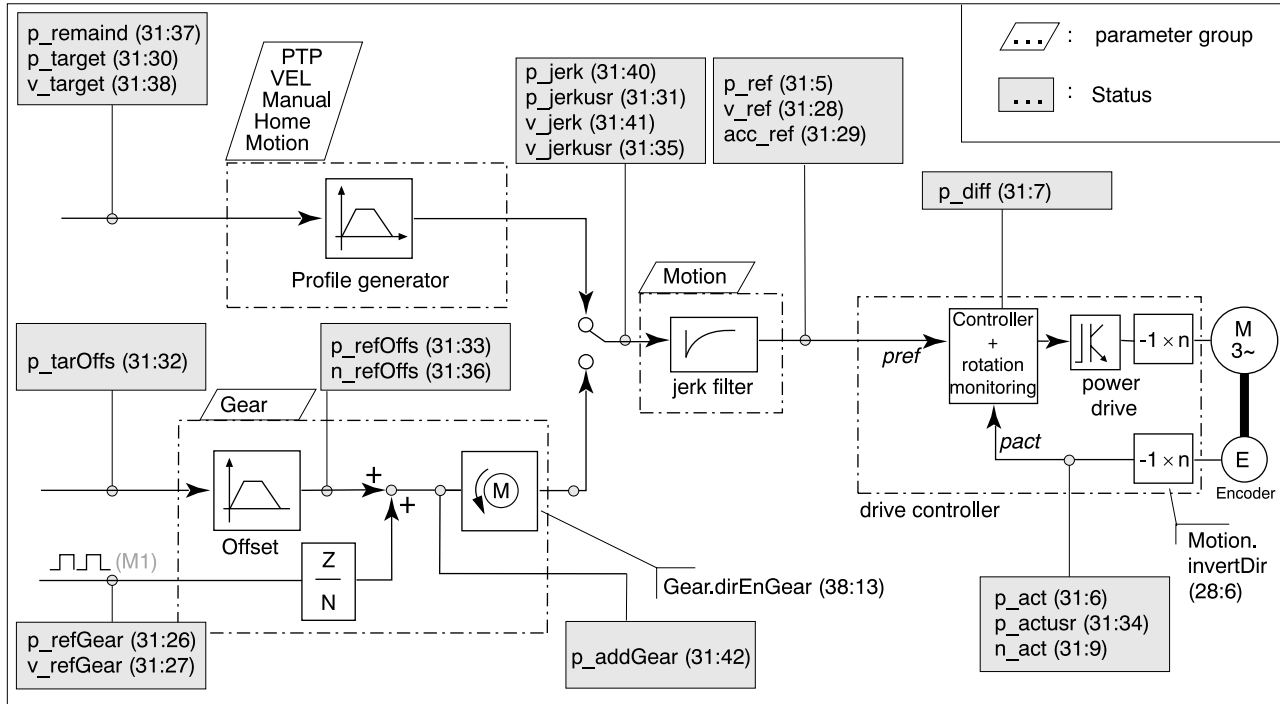 p_remaind (31:37)
p_target (31:30)
v_target (31:38)
PTP
VEL
Manual
Home
Motion
p_jerk (31:40)
p_jerkusr (31:31)
v_jerk (31:41)
v_jerkusr (31:35)
p_ref (31:5)
v_ref (31:28)
acc_ref (31:29)
... : parameter group
... : Status
p_diff (31:7)
Profile generator
Motion
jerk filter
pref
Controller
+
rotation
monitoring
power
drive
-1 × n
M
3~
pact
-1 × n
E
Encoder
drive controller
Motion.
invertDir
(28:6)
p_act (31:6)
p_actusr (31:34)
n_act (31:9)
p_tarOffs (31:32)
p_refOffs (31:33)
n_refOffs (31:36)
Gear
Offset
+
+
M
(M1)
Z
N
Gear.dirEnGear (38:13)
p_refGear (31:26)
v_refGear (31:27)
p_addGear (31:42)